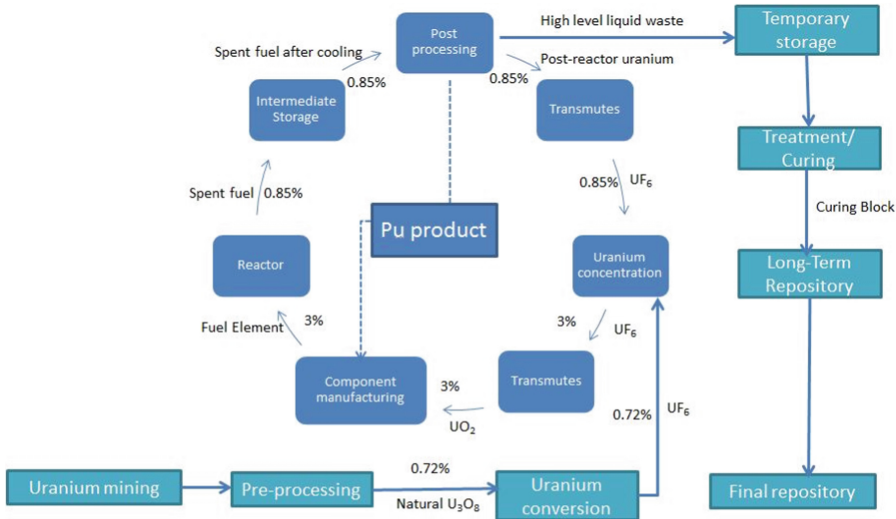 High level liquid waste
Post
processing
Temporary
storage
Spent fuel after cooling
0.85%
0.85%
Post-reactor uranium
Intermediate
Storage
Transmutes
Treatment/
Curing
Spent fuel
0.85%
0.85%
UF₆
Curing Block
Pu product
Reactor
Uranium
concentration
Long-Term
Repository
Fuel Element
3%
3%
UF₆
Component
manufacturing
3%
UO₂
Transmutes
0.72%
UF₆
Uranium mining
Pre-processing
0.72%
Natural U₃O₈
Uranium
conversion
Final repository